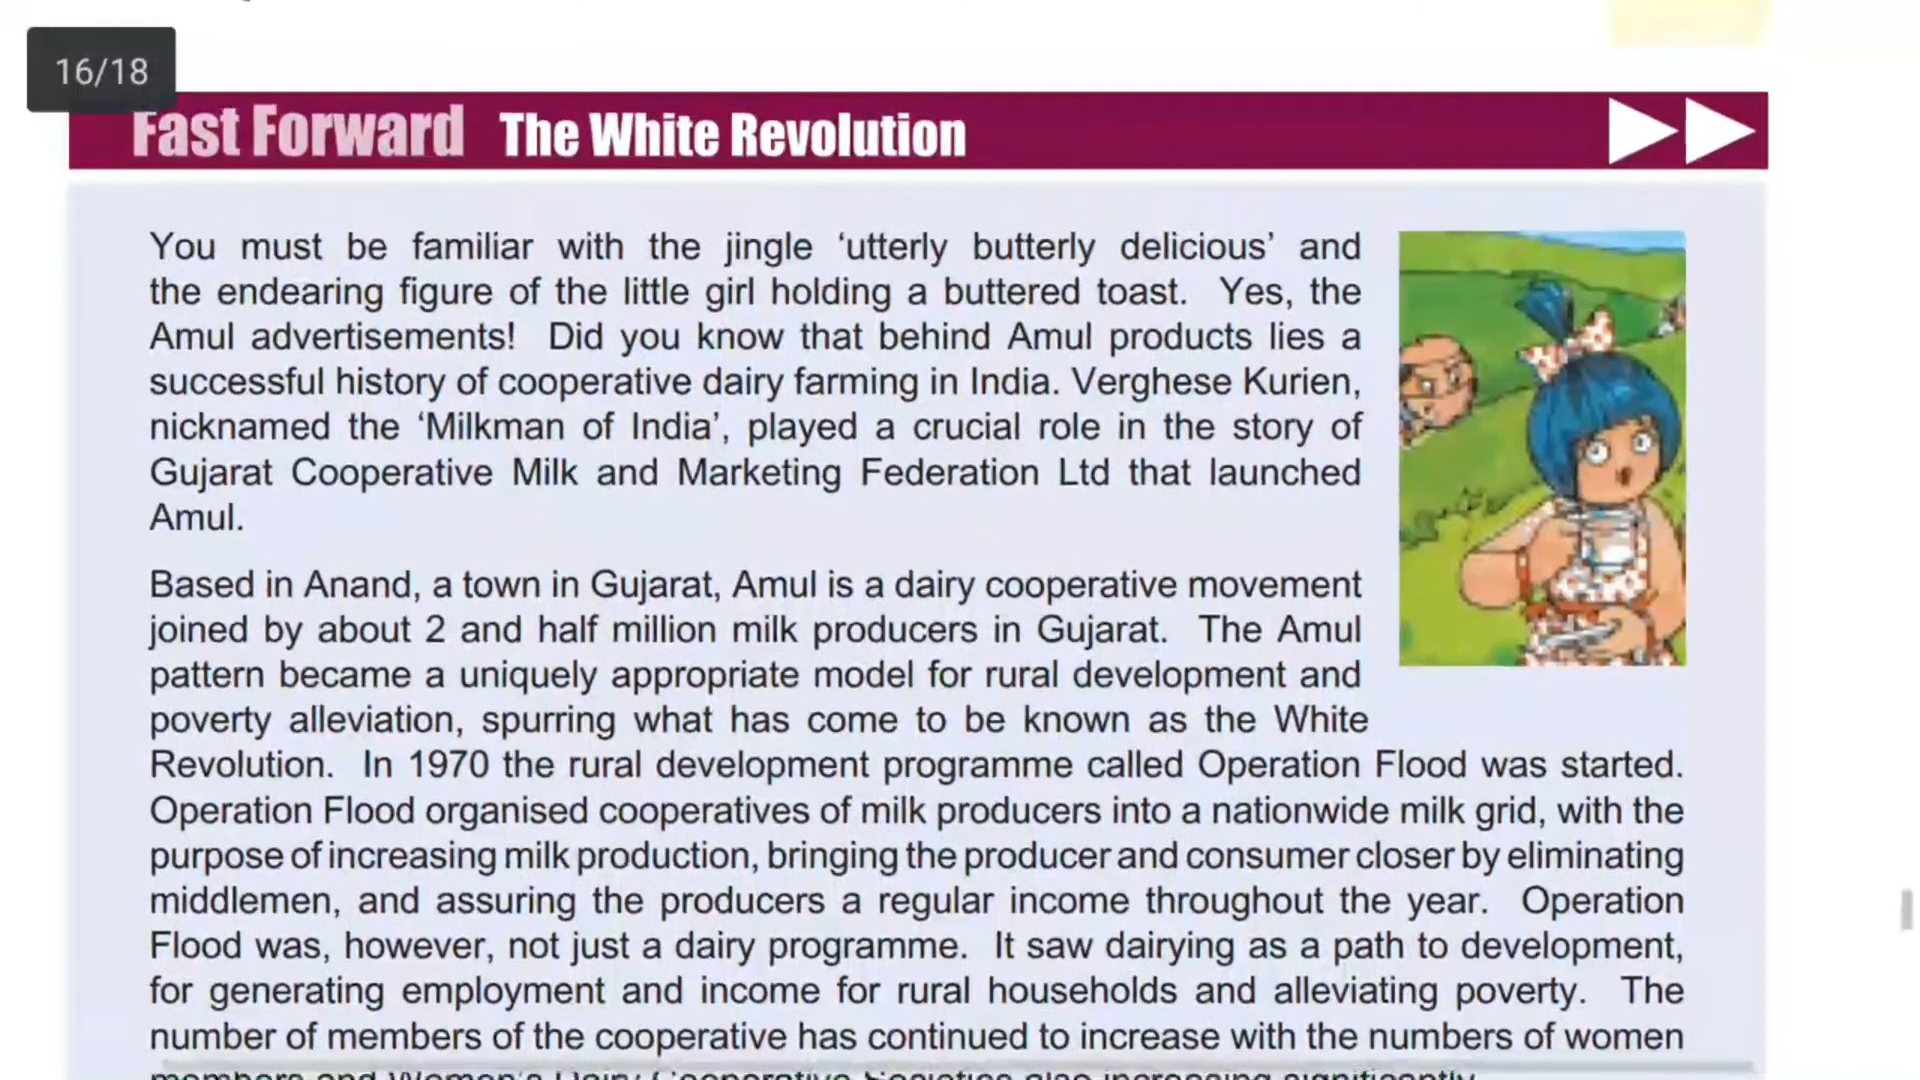 16/18
Fast Forward The White Revolution
You must be familiar with the jingle ‘utterly butterly delicious’ and
the endearing figure of the little girl holding a buttered toast. Yes, the
Amul advertisements! Did you know that behind Amul products lies a
successful history of cooperative dairy farming in India. Verghese Kurien,
nicknamed the ‘Milkman of India’, played a crucial role in the story of
Gujarat Cooperative Milk and Marketing Federation Ltd that launched
Amul.
Based in Anand, a town in Gujarat, Amul is a dairy cooperative movement
joined by about 2 and half million milk producers in Gujarat. The Amul
pattern became a uniquely appropriate model for rural development and
poverty alleviation, spurring what has come to be known as the White
Revolution. In 1970 the rural development programme called Operation Flood was started.
Operation Flood organised cooperatives of milk producers into a nationwide milk grid, with the
purpose of increasing milk production, bringing the producer and consumer closer by eliminating
middlemen, and assuring the producers a regular income throughout the year. Operation
Flood was, however, not just a dairy programme. It saw dairying as a path to development,
for generating employment and income for rural households and alleviating poverty. The
number of members of the cooperative has continued to increase with the numbers of women
members and Women’s Dairy Cooperative Societies also increasing significantly.